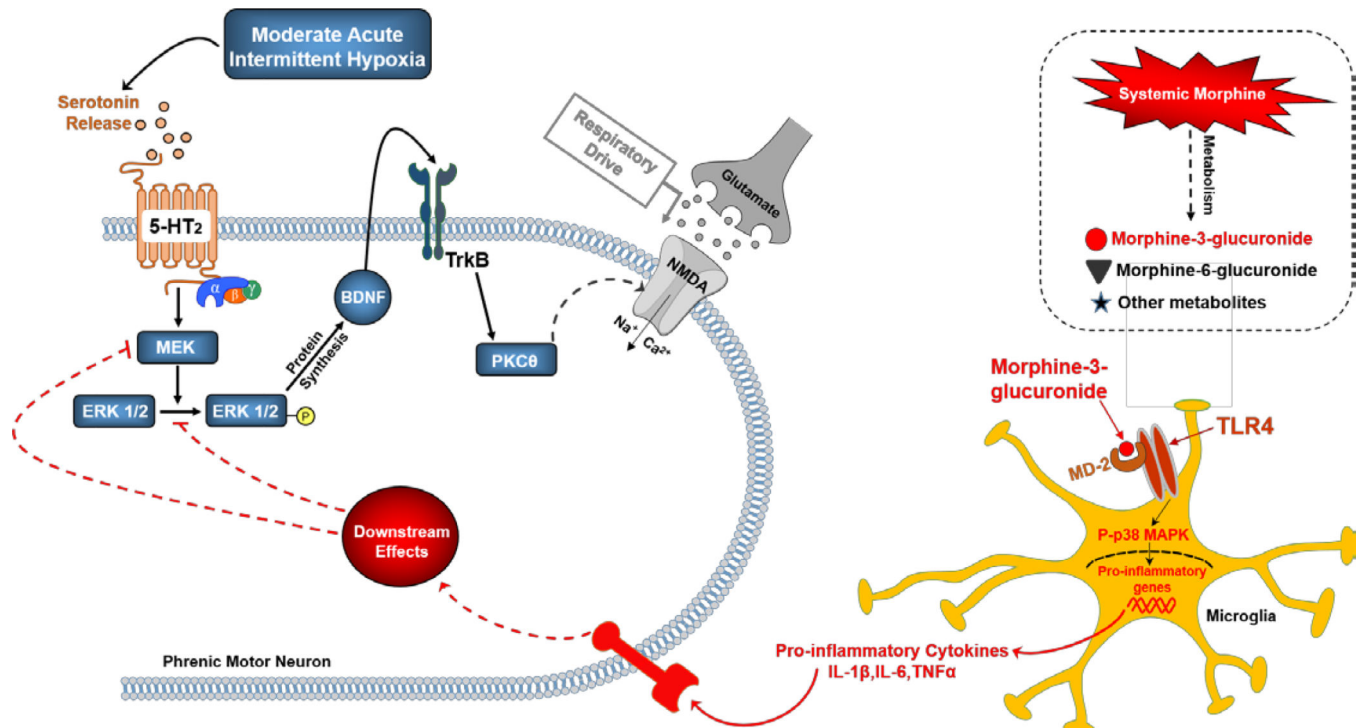 Moderate Acute
Intermittent Hypoxia
Serotonin
Release
5-HT2
α
β
γ
MEK
ERK 1/2
ERK 1/2
P
Protein
Synthesis
BDNF
TrkB
PKCθ
Respiratory
Drive
Glutamate
NMDA
Na+
Ca2+
Downstream
Effects
Phrenic Motor Neuron
Systemic Morphine
Metabolism
Morphine-3-glucuronide
Morphine-6-glucuronide
Other metabolites
Morphine-3-
glucuronide
TLR4
MD-2
P-p38 MAPK
Pro-inflammatory
genes
Microglia
Pro-inflammatory Cytokines
IL-1β,IL-6,TNFα